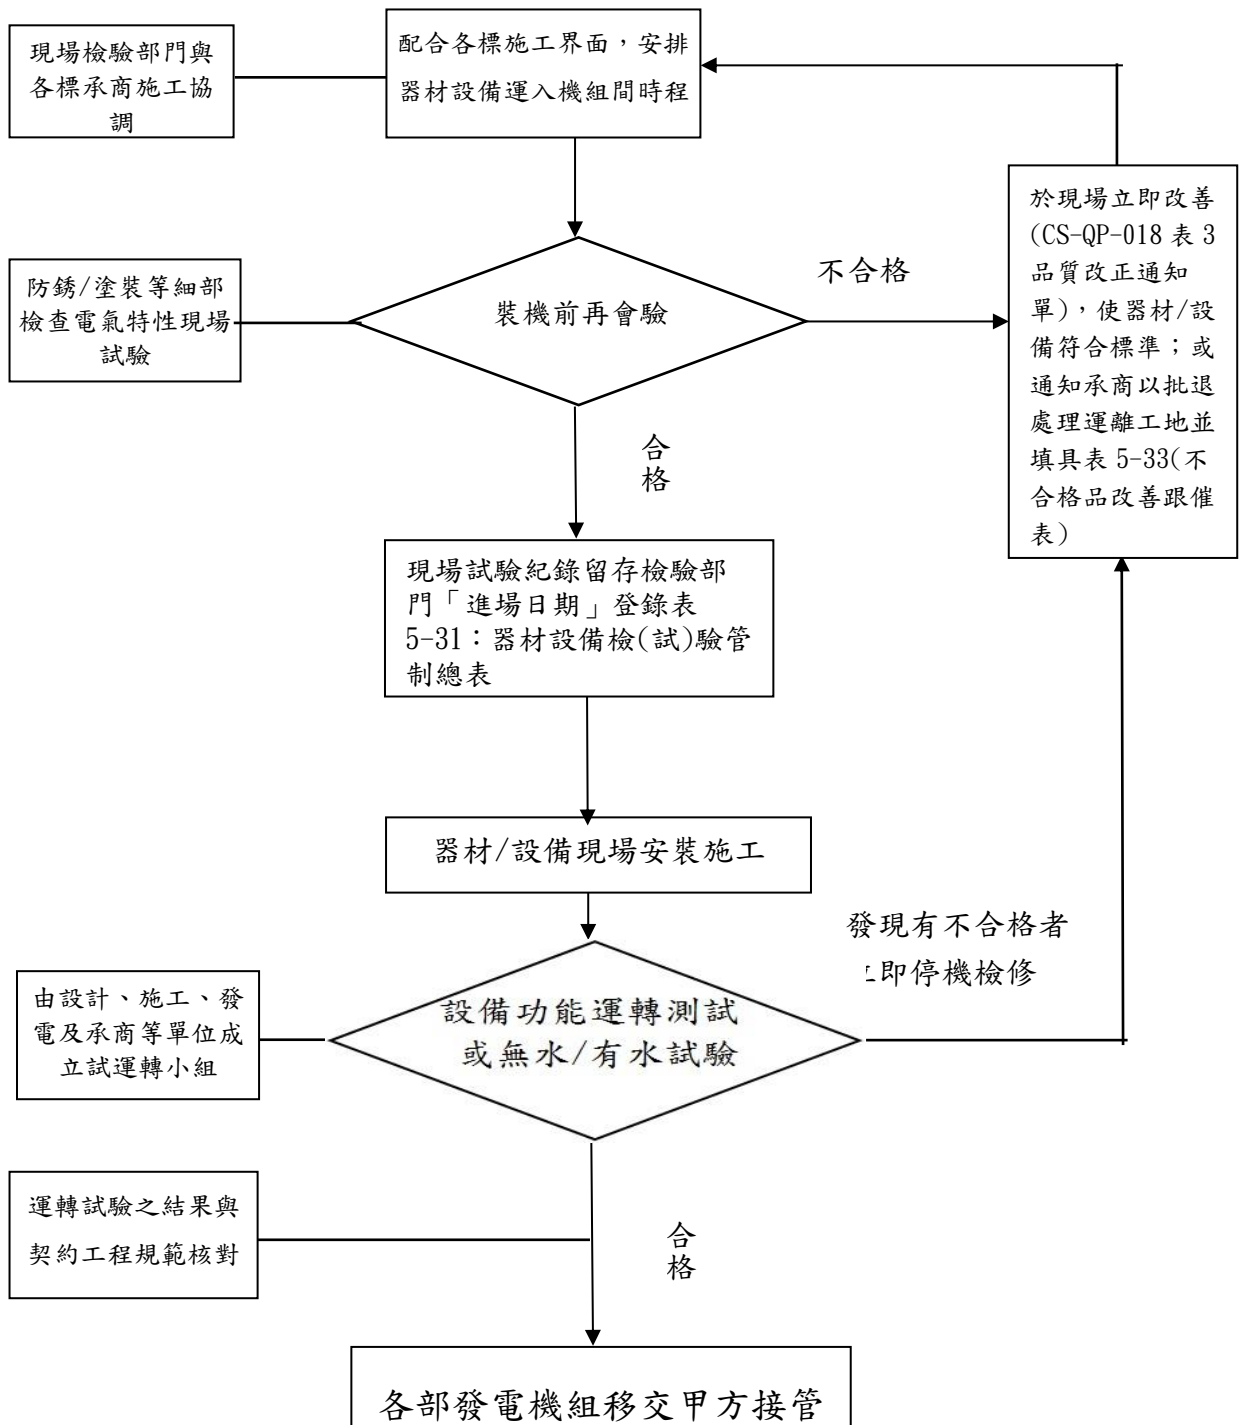 配合各標施工界面，安排
器材設備運入機組間時程
現場檢驗部門與
各標承商施工協
調
於現場立即改善
(CS-QP-018 表 3
品質改正通知
單)，使器材/設
備符合標準；或
通知承商以批退
處理運離工地並
填具表 5-33(不
合格品改善跟催
表)
防銹/塗裝等細部
檢查電氣特性現場
試驗
裝機前再會驗
不合格
合
格
現場試驗紀錄留存檢驗部
門「進場日期」登錄表
5-31：器材設備檢(試)驗管
制總表
器材/設備現場安裝施工
發現有不合格者
即停機檢修
由設計、施工、發
電及承商等單位成
立試運轉小組
設備功能運轉測試
或無水/有水試驗
運轉試驗之結果與
契約工程規範核對
合
格
各部發電機組移交甲方接管